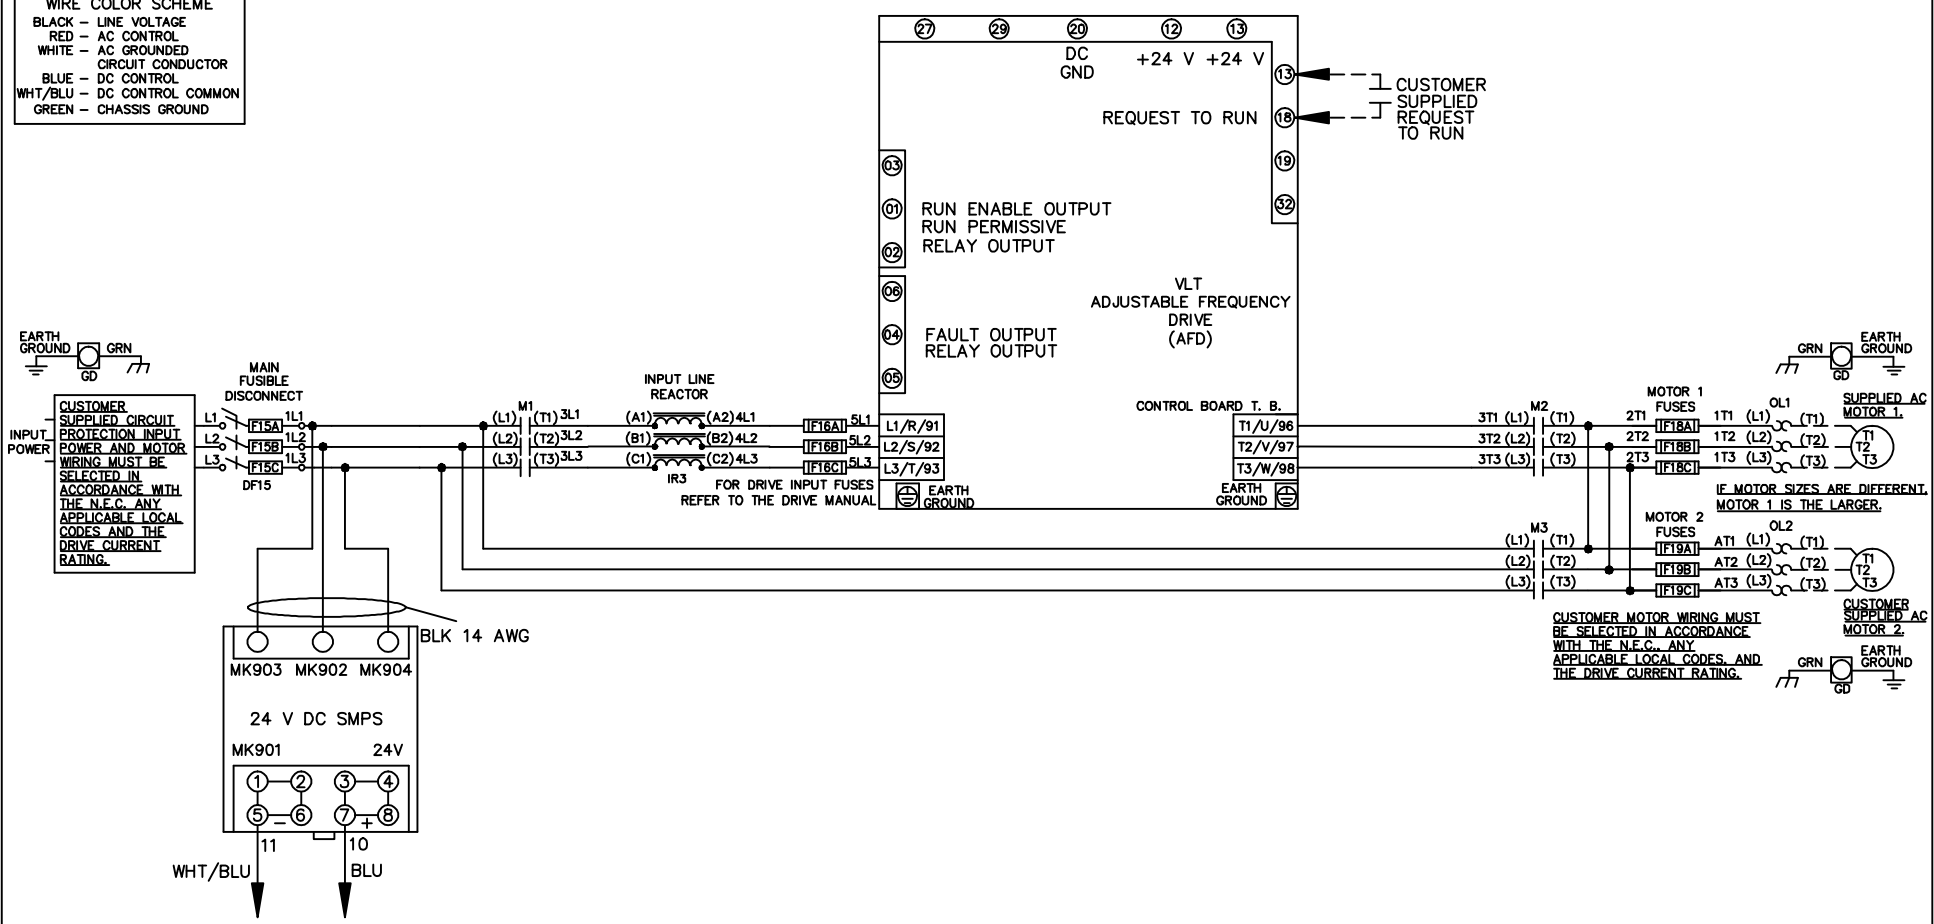 WIRE COLOR SCHEME
BLACK – LINE VOLTAGE
RED – AC CONTROL
WHITE – AC GROUNDED
CIRCUIT CONDUCTOR
BLUE – DC CONTROL
WHT/BLU – DC CONTROL COMMON
GREEN – CHASSIS GROUND
27 29 20 12 13
DC
GND
+24 V +24 V
13
REQUEST TO RUN 18
19
32
CUSTOMER
SUPPLIED
REQUEST
TO RUN
03
01
02
RUN ENABLE OUTPUT
RUN PERMISSIVE
RELAY OUTPUT
06
04
05
FAULT OUTPUT
RELAY OUTPUT
VLT
ADJUSTABLE FREQUENCY
DRIVE
(AFD)
EARTH
GROUND
GRN
GD
INPUT
POWER
CUSTOMER
SUPPLIED CIRCUIT
PROTECTION INPUT
POWER AND MOTOR
WIRING MUST BE
SELECTED IN
ACCORDANCE WITH
THE N.E.C. ANY
APPLICABLE LOCAL
CODES AND THE
DRIVE CURRENT
RATING.
MAIN
FUSIBLE
DISCONNECT
L1 F15A 1L1
L2 F15B 1L2
L3 F15C 1L3
DF15
M1
(L1) (T1) 3L1
(L2) (T2) 3L2
(L3) (T3) 3L3
INPUT LINE
REACTOR
(A1) (A2) 4L1
(B1) (B2) 4L2
(C1) (C2) 4L3
IR3
F16A 5L1
F16B 5L2
F16C 5L3
FOR DRIVE INPUT FUSES
REFER TO THE DRIVE MANUAL
L1/R/91
L2/S/92
L3/T/93
EARTH
GROUND
CONTROL BOARD T. B.
T1/U/96
T2/V/97
T3/W/98
EARTH
GROUND
M2
3T1 (L1) (T1)
3T2 (L2) (T2)
3T3 (L3) (T3)
MOTOR 1
FUSES
2T1 F18A 1T1 (L1)
2T2 F18B 1T2 (L2)
2T3 F18C 1T3 (L3)
OL1
(T1)
(T2)
(T3)
GRN
GD
EARTH
GROUND
SUPPLIED AC
MOTOR 1.
T1
T2
T3
IF MOTOR SIZES ARE DIFFERENT,
MOTOR 1 IS THE LARGER.
M3
(L1) (T1)
(L2) (T2)
(L3) (T3)
MOTOR 2
FUSES
F19A AT1 (L1)
F19B AT2 (L2)
F19C AT3 (L3)
OL2
(T1)
(T2)
(T3)
T1
T2
T3
CUSTOMER
SUPPLIED AC
MOTOR 2.
CUSTOMER MOTOR WIRING MUST
BE SELECTED IN ACCORDANCE
WITH THE N.E.C., ANY
APPLICABLE LOCAL CODES, AND
THE DRIVE CURRENT RATING.
GRN
GD
EARTH
GROUND
BLK 14 AWG
MK903 MK902 MK904
24 V DC SMPS
MK901 24V
1 2 3 4
5 – 6 7 + 8
11 10
WHT/BLU BLU